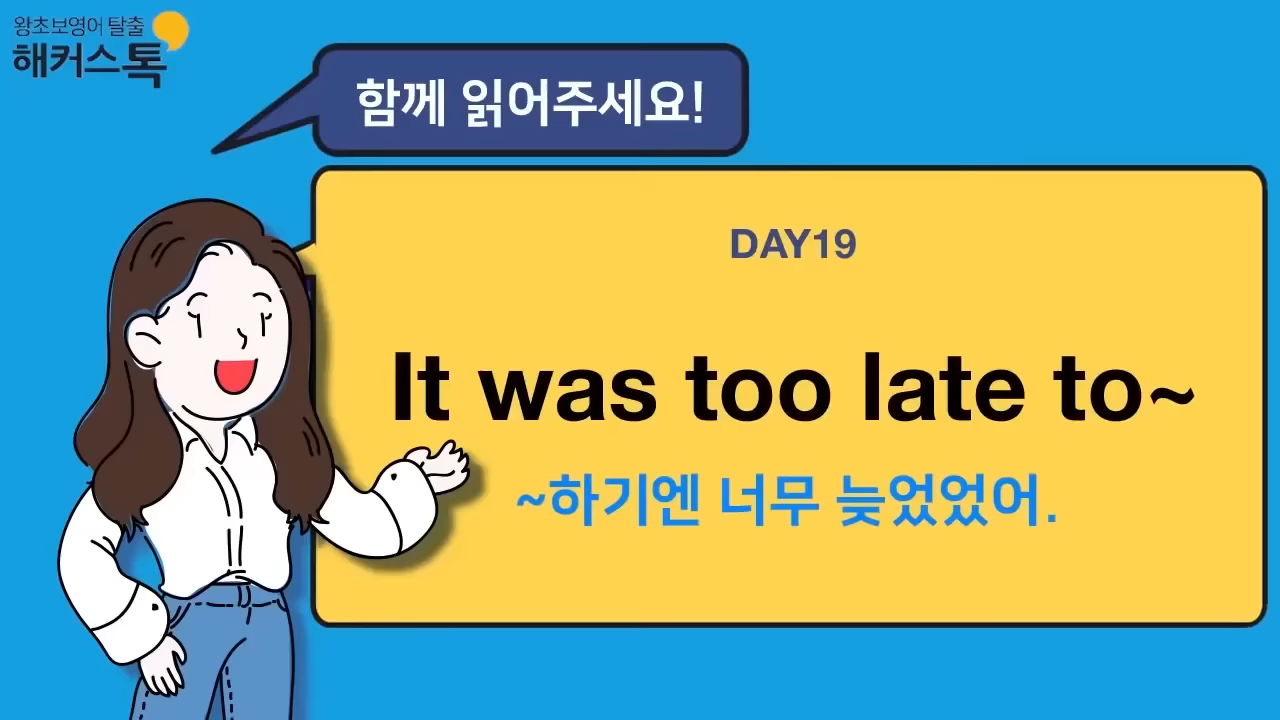 왕초보영어 탈출
해커스톡
함께 읽어주세요!
DAY19
It was too late to~
~하기엔 너무 늦었었어.